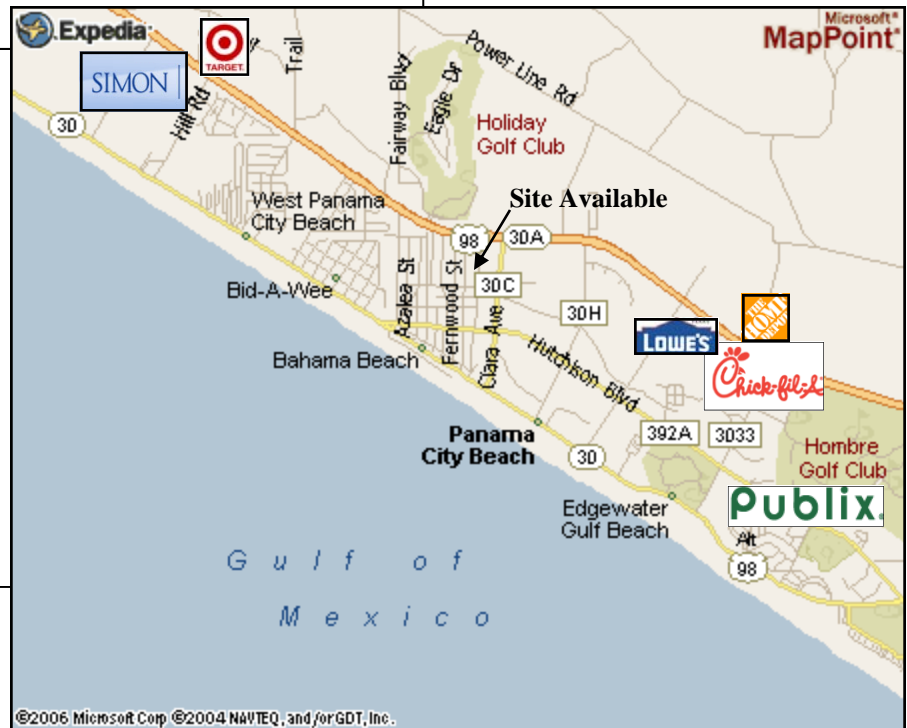 Expedia
Microsoft®
MapPoint®
SIMON
TARGET
Trail
Hill Rd
30
Fairway Blvd
Eagle Dr
Power Line Rd
Holiday
Golf Club
Site Available
West Panama
City Beach
98
30A
Bid-A-Wee
Azalea St
Fernwood St
30C
Clara Ave
30H
LOWE'S
THE HOME DEPOT
Chick-fil-A
Bahama Beach
Hutchison Blvd
Panama
City Beach
30
392A
3033
Hombre
Golf Club
Edgewater
Gulf Beach
Publix.
Alt
98
Gulf of
Mexico
©2006 Microsoft Corp ©2004 NAVTEQ, and/or GDT, Inc.